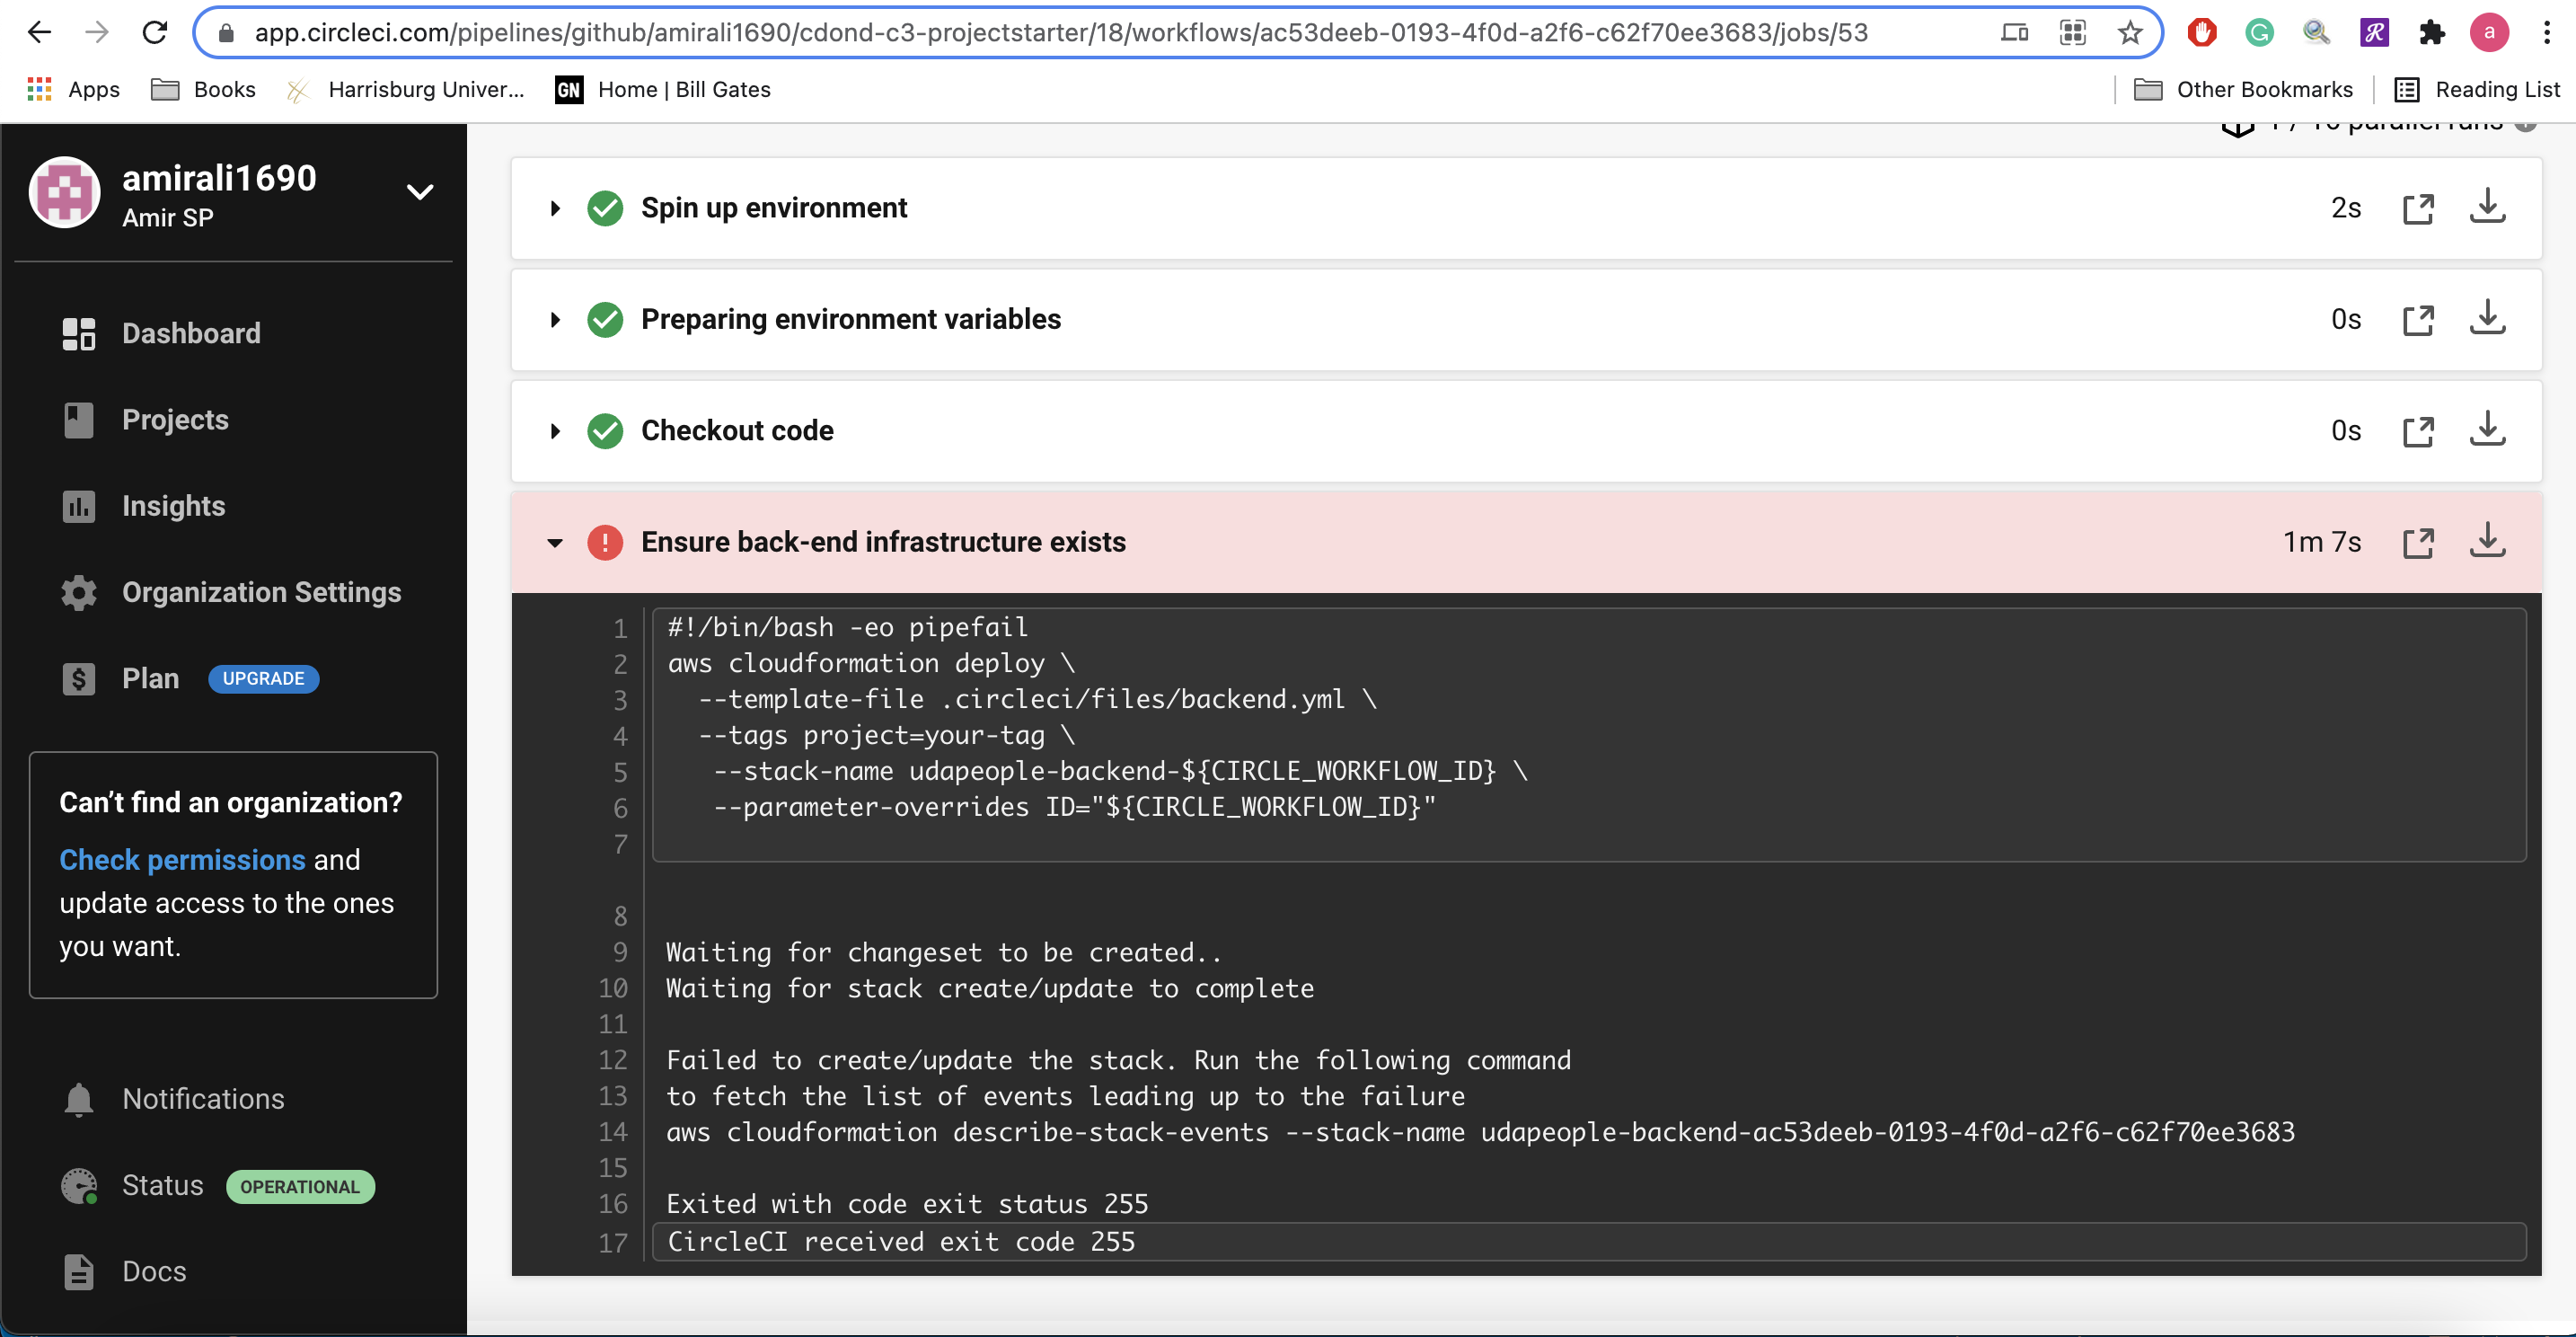 app.circleci.com/pipelines/github/amirali1690/cdond-c3-projectstarter/18/workflows/ac53deeb-0193-4f0d-a2f6-c62f70ee3683/jobs/53
a
Apps
Books
Harrisburg Univer...
GN
Home | Bill Gates
Other Bookmarks
Reading List
amirali1690
Amir SP
Dashboard
Projects
Insights
Organization Settings
Plan UPGRADE
Can’t find an organization?
Check permissions and
update access to the ones
you want.
Notifications
Status OPERATIONAL
Docs
parallel runs
Spin up environment 2s
Preparing environment variables 0s
Checkout code 0s
Ensure back-end infrastructure exists 1m 7s
1 #!/bin/bash -eo pipefail
2 aws cloudformation deploy \
3 --template-file .circleci/files/backend.yml \
4 --tags project=your-tag \
5 --stack-name udapeople-backend-${CIRCLE_WORKFLOW_ID} \
6 --parameter-overrides ID="${CIRCLE_WORKFLOW_ID}"
7
8
9 Waiting for changeset to be created..
10 Waiting for stack create/update to complete
11
12 Failed to create/update the stack. Run the following command
13 to fetch the list of events leading up to the failure
14 aws cloudformation describe-stack-events --stack-name udapeople-backend-ac53deeb-0193-4f0d-a2f6-c62f70ee3683
15
16 Exited with code exit status 255
17 CircleCI received exit code 255